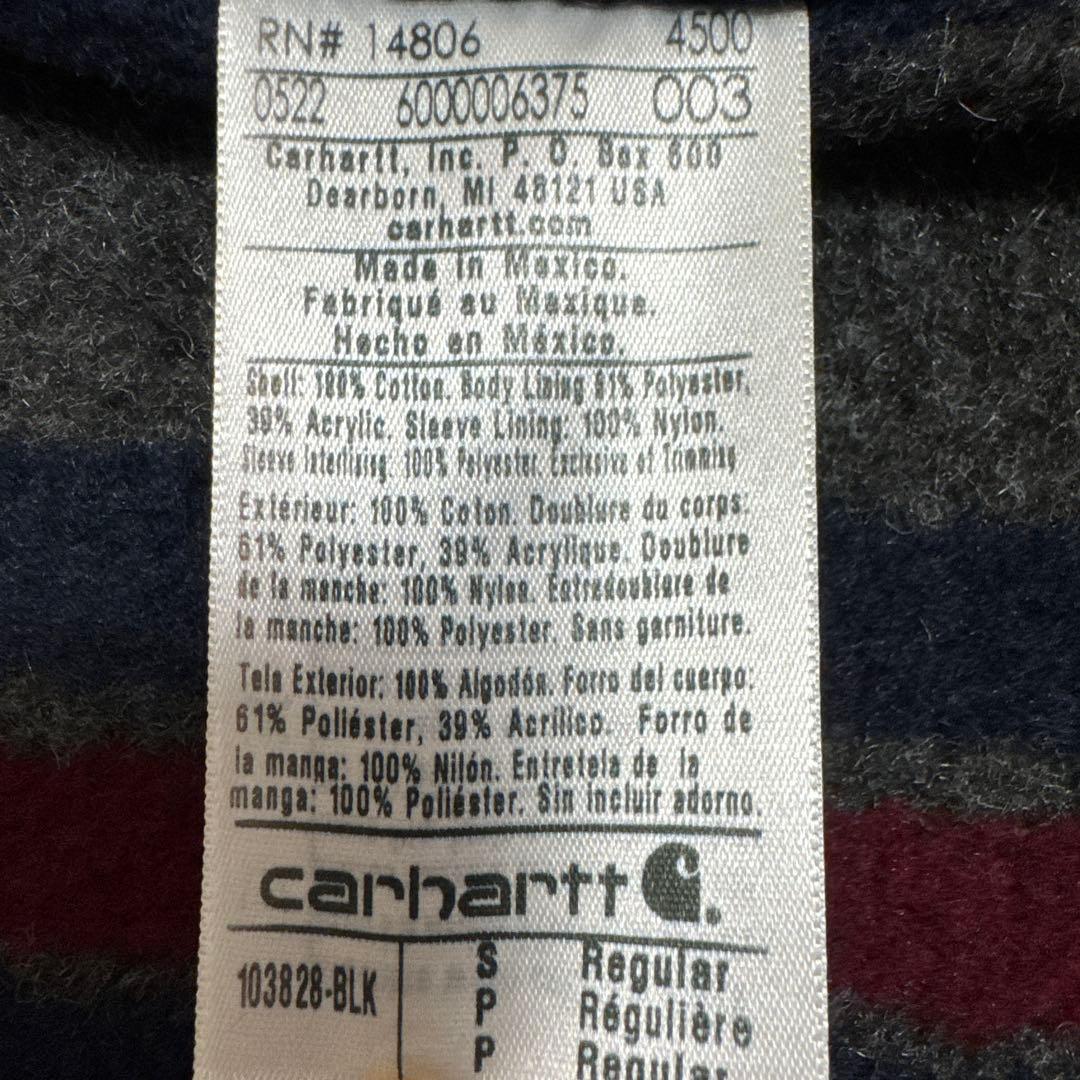 RN# 14806 4500
0522 6000006375 003
Carhartt, Inc. P. O. Box 600
Dearborn, MI 48121 USA
carhartt.com
Made in Mexico.
Fabriqué au Mexique.
Hecho en México.
Shell: 100% Cotton. Body Lining 61% Polyester,
39% Acrylic. Sleeve Lining: 100% Nylon.
Sleeve Interlining: 100% Polyester. Exclusive of Trimming
Extérieur: 100% Coton. Doublure du corps:
61% Polyester, 39% Acrylique. Doublure
de la manche: 100% Nylon. Entredoublure de
la manche: 100% Polyester. Sans garniture.
Tela Exterior: 100% Algodón. Forro del cuerpo:
61% Poliéster, 39% Acrílico. Forro de
la manga: 100% Nilón. Entretela de la
manga: 100% Poliéster. Sin incluir adorno.
carhartt
103828-BLK S Regular
P Régulière
P Regular